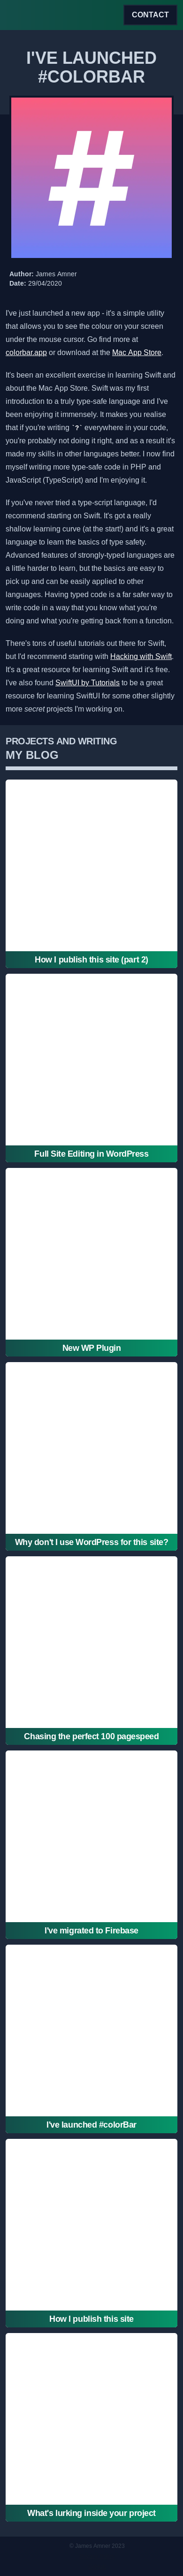 CONTACT
I'VE LAUNCHED
#COLORBAR
#
Author: James Amner
Date: 29/04/2020
I've just launched a new app - it's a simple utility
that allows you to see the colour on your screen
under the mouse cursor. Go find more at
colorbar.app or download at the Mac App Store.
It's been an excellent exercise in learning Swift and
about the Mac App Store. Swift was my first
introduction to a truly type-safe language and I've
been enjoying it immensely. It makes you realise
that if you're writing `?` everywhere in your code,
you're probably not doing it right, and as a result it's
made my skills in other languages better. I now find
myself writing more type-safe code in PHP and
JavaScript (TypeScript) and I'm enjoying it.
If you've never tried a type-script language, I'd
recommend starting on Swift. It's got a really
shallow learning curve (at the start!) and it's a great
language to learn the basics of type safety.
Advanced features of strongly-typed languages are
a little harder to learn, but the basics are easy to
pick up and can be easily applied to other
languages. Having typed code is a far safer way to
write code in a way that you know what you're
doing and what you're getting back from a function.
There's tons of useful tutorials out there for Swift,
but I'd recommend starting with Hacking with Swift.
It's a great resource for learning Swift and it's free.
I've also found SwiftUI by Tutorials to be a great
resource for learning SwiftUI for some other slightly
more secret projects I'm working on.
PROJECTS AND WRITING
MY BLOG
How I publish this site (part 2)
Full Site Editing in WordPress
New WP Plugin
Why don't I use WordPress for this site?
Chasing the perfect 100 pagespeed
I've migrated to Firebase
I've launched #colorBar
How I publish this site
What's lurking inside your project
© James Amner 2023